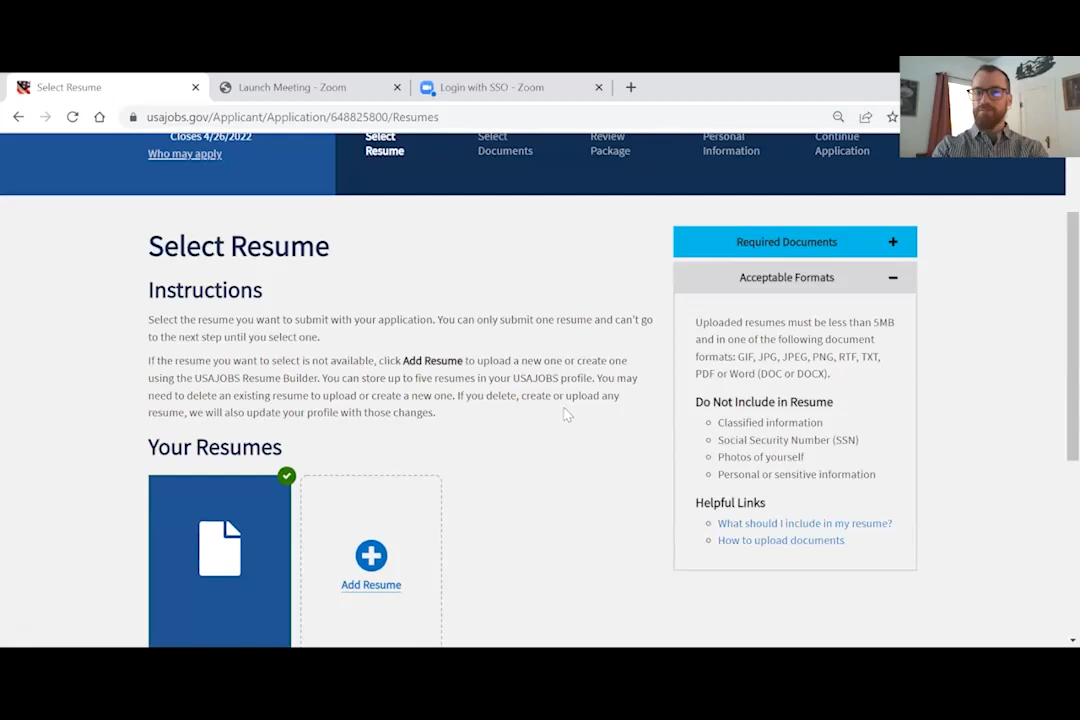 Select Resume
Launch Meeting - Zoom
Login with SSO - Zoom
usajobs.gov/Applicant/Application/648825800/Resumes
Closes 4/26/2022
Who may apply
Select
Resume
Select
Documents
Review
Package
Personal
Information
Continue
Application
Select Resume
Instructions
Select the resume you want to submit with your application. You can only submit one resume and can't go
to the next step until you select one.
If the resume you want to select is not available, click Add Resume to upload a new one or create one
using the USAJOBS Resume Builder. You can store up to five resumes in your USAJOBS profile. You may
need to delete an existing resume to upload or create a new one. If you delete, create or upload any
resume, we will also update your profile with those changes.
Your Resumes
Add Resume
Required Documents
Acceptable Formats
Uploaded resumes must be less than 5MB
and in one of the following document
formats: GIF, JPG, JPEG, PNG, RTF, TXT,
PDF or Word (DOC or DOCX).
Do Not Include in Resume
Classified information
Social Security Number (SSN)
Photos of yourself
Personal or sensitive information
Helpful Links
What should I include in my resume?
How to upload documents